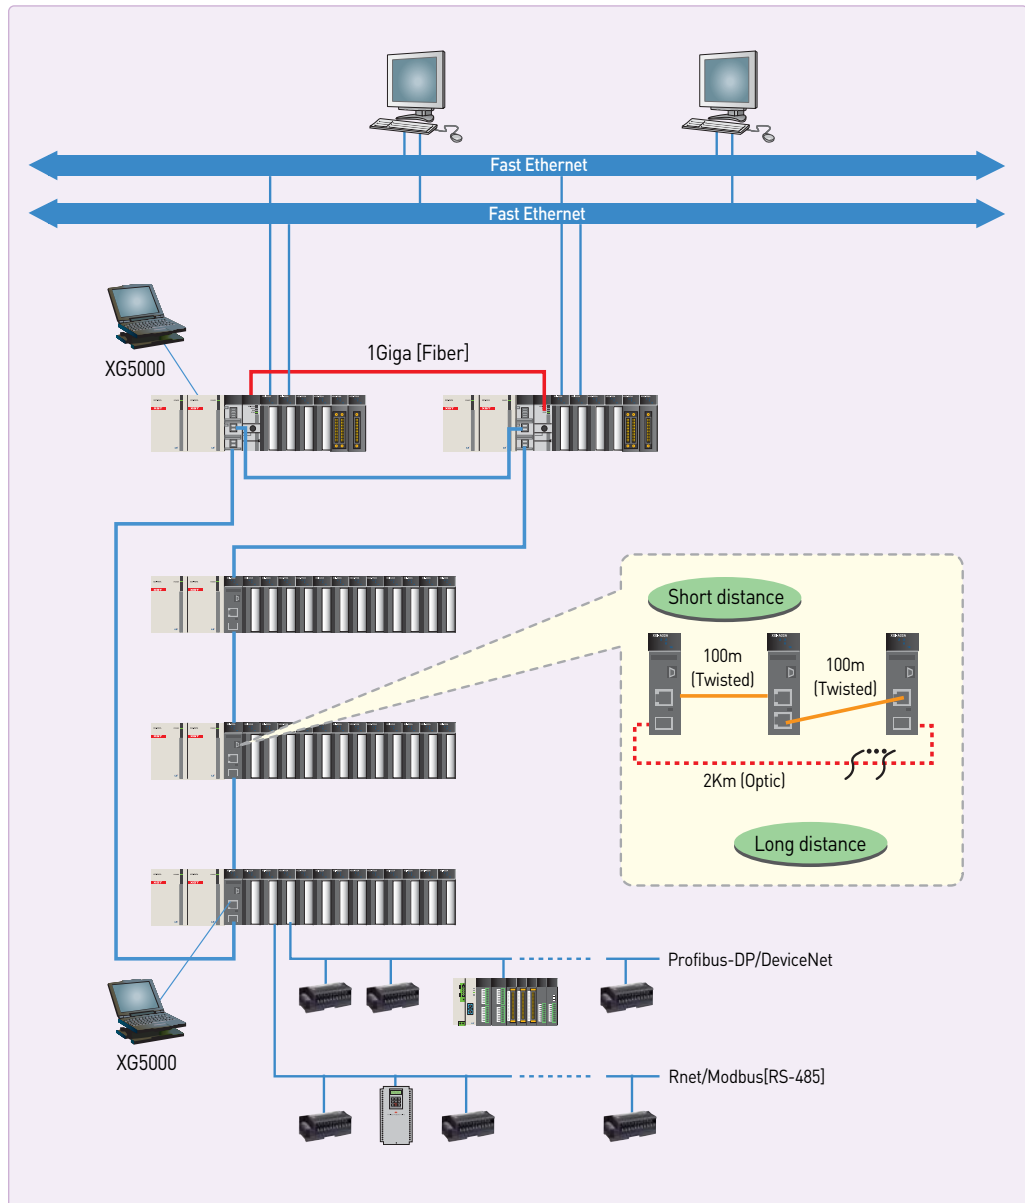 Fast Ethernet
Fast Ethernet
XG5000
1Giga [Fiber]
Short distance
100m
(Twisted)
100m
(Twisted)
2Km (Optic)
Long distance
Profibus-DP/DeviceNet
XG5000
Rnet/Modbus[RS-485]